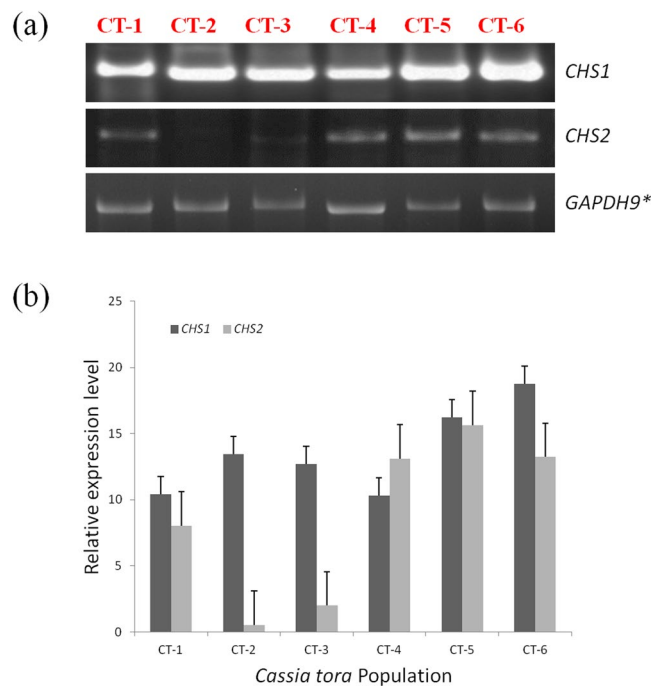 (a)
CT-1 CT-2 CT-3 CT-4 CT-5 CT-6
CHS1
CHS2
GAPDH9*
(b)
25
20
15
10
5
0
CHS1 CHS2
Relative expression level
CT-1 CT-2 CT-3 CT-4 CT-5 CT-6
Cassia tora Population